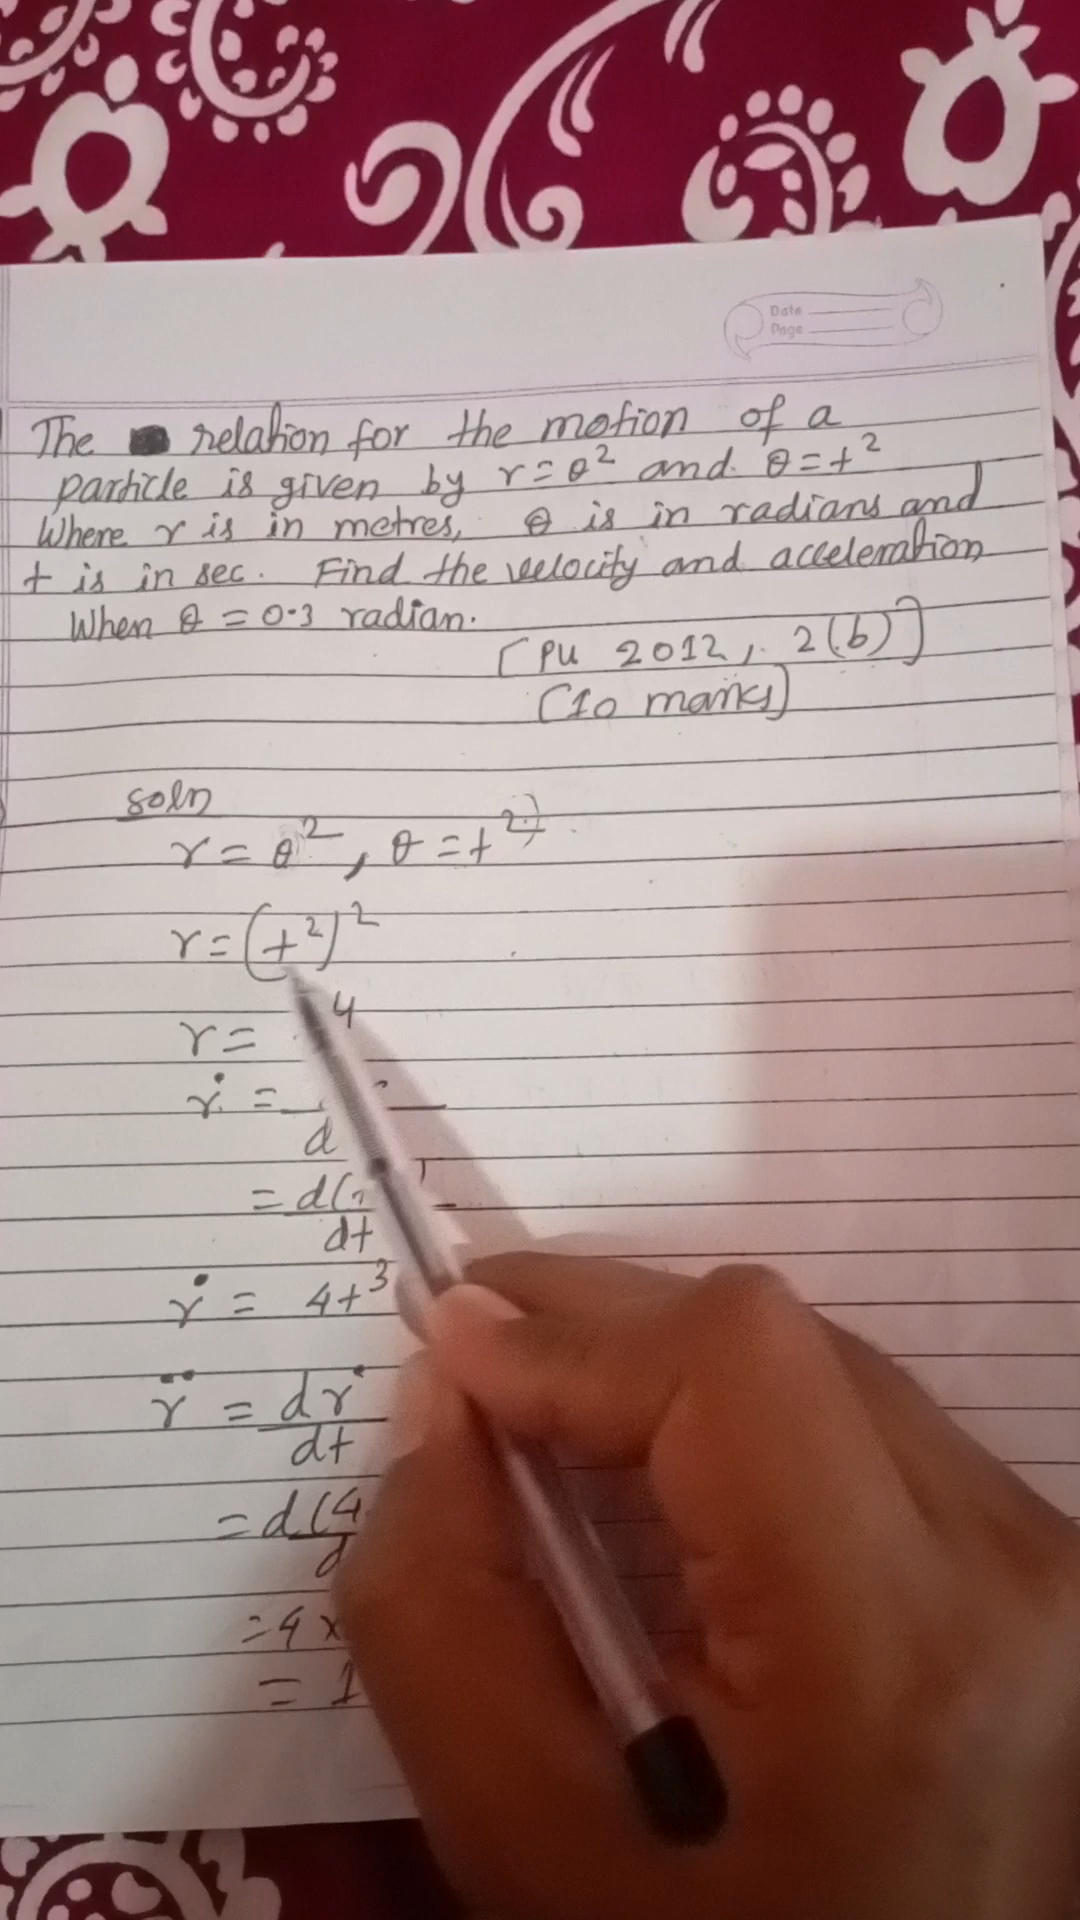 Date
Page
The relation for the motion of a
particle is given by r=θ² and θ=t²
Where r is in metres, θ is in radians and
t is in sec. Find the velocity and acceleration
When θ = 0.3 radian.
[PU 2012, 2(b)]
(10 marks)
soln
r = θ², θ = t²)
r = (t²)²
r = 4
ṙ =
d
= d(
dt
ṙ = 4t³
r̈ = dṙ
dt
= d(4
d
= 4 x
= 1